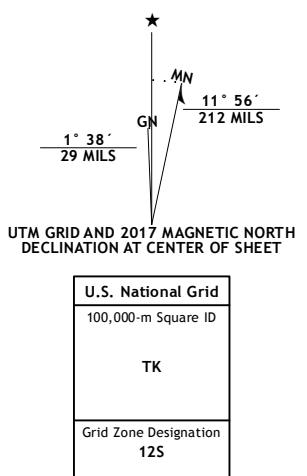 MN
GN
11° 56´
212 MILS
1° 38´
29 MILS
UTM GRID AND 2017 MAGNETIC NORTH
DECLINATION AT CENTER OF SHEET
U.S. National Grid
100,000-m Square ID
TK
Grid Zone Designation
12S